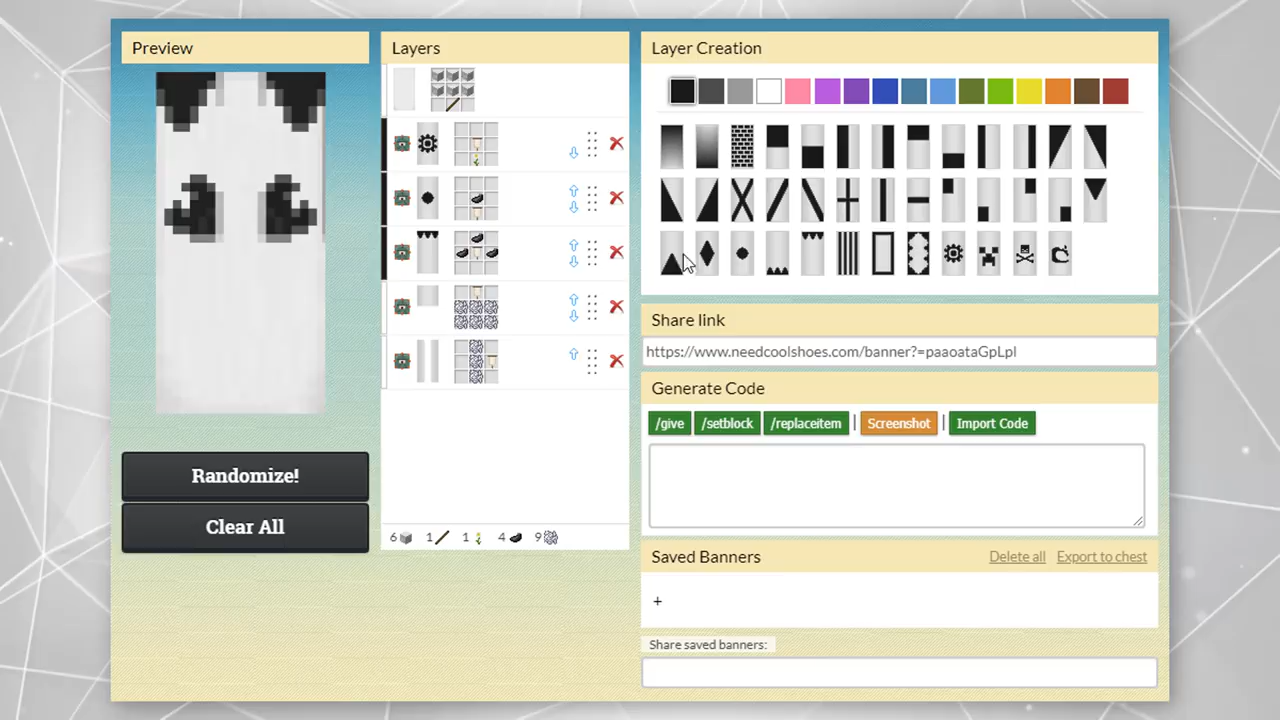 Preview
Layers
Layer Creation
Share link
https://www.needcoolshoes.com/banner?=paaoataGpLpl
Generate Code
/give
/setblock
/replaceitem
|
Screenshot
|
Import Code
Randomize!
Clear All
6
1
1
4
9
Saved Banners
Delete all
Export to chest
+
Share saved banners: